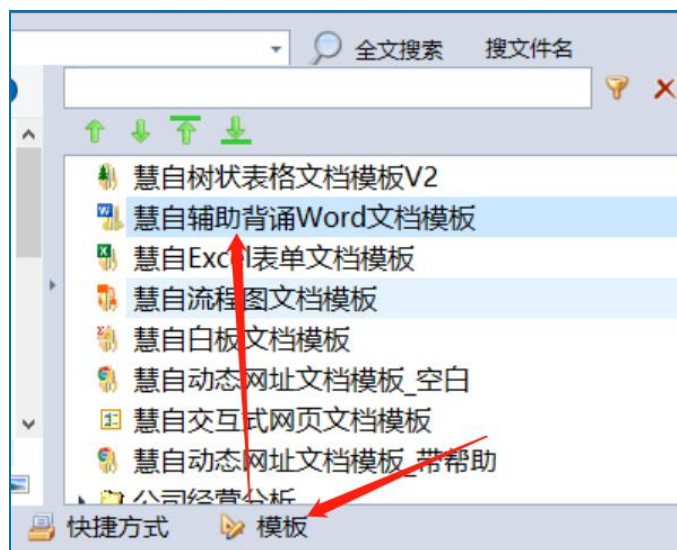 全文搜索 搜文件名
慧自树状表格文档模板V2
慧自辅助背诵Word文档模板
慧自Excel表单文档模板
慧自流程图文档模板
慧自白板文档模板
慧自动态网址文档模板_空白
慧自交互式网页文档模板
慧自动态网址文档模板_带帮助
公司经营分析
快捷方式 模板